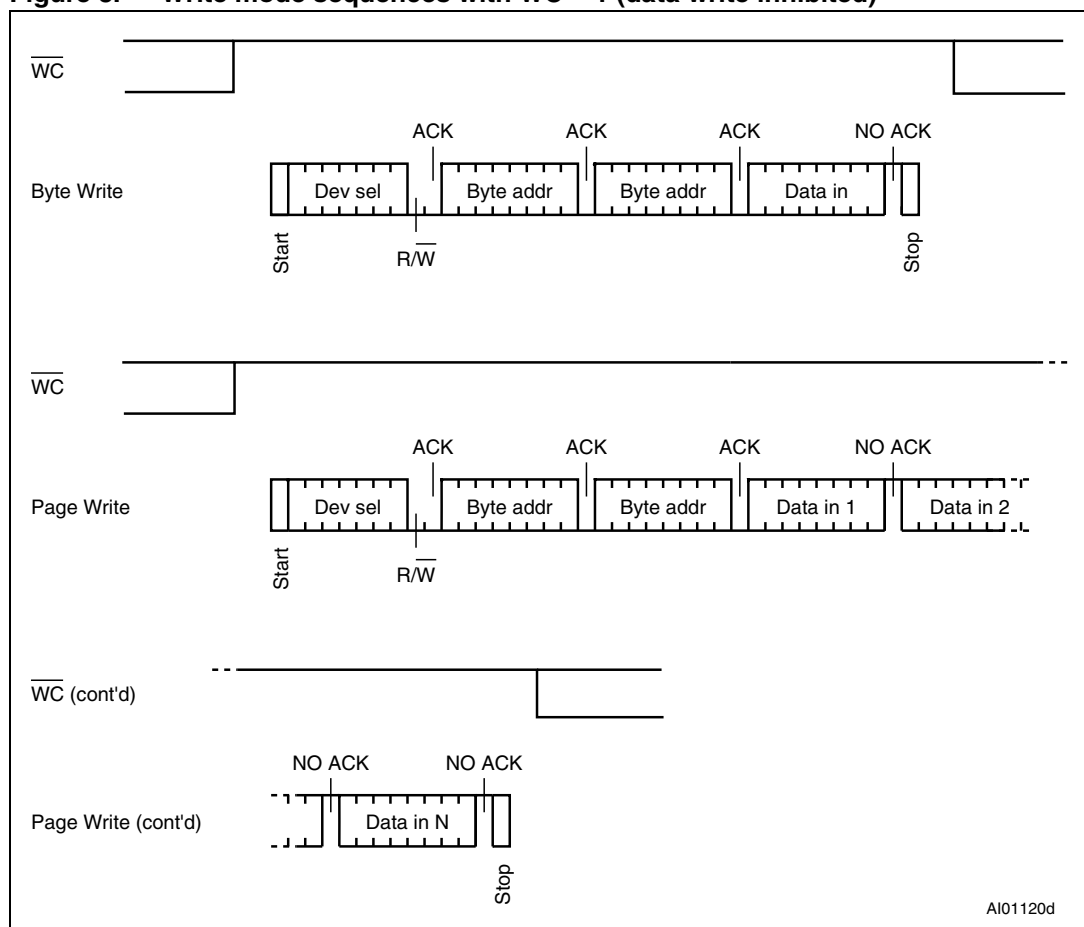 WC
ACK ACK ACK NO ACK
Byte Write Dev sel Byte addr Byte addr Data in
Start R/W Stop
WC
ACK ACK ACK NO ACK
Page Write Dev sel Byte addr Byte addr Data in 1 Data in 2
Start R/W
WC (cont'd)
NO ACK NO ACK
Page Write (cont'd) Data in N
Stop
AI01120d